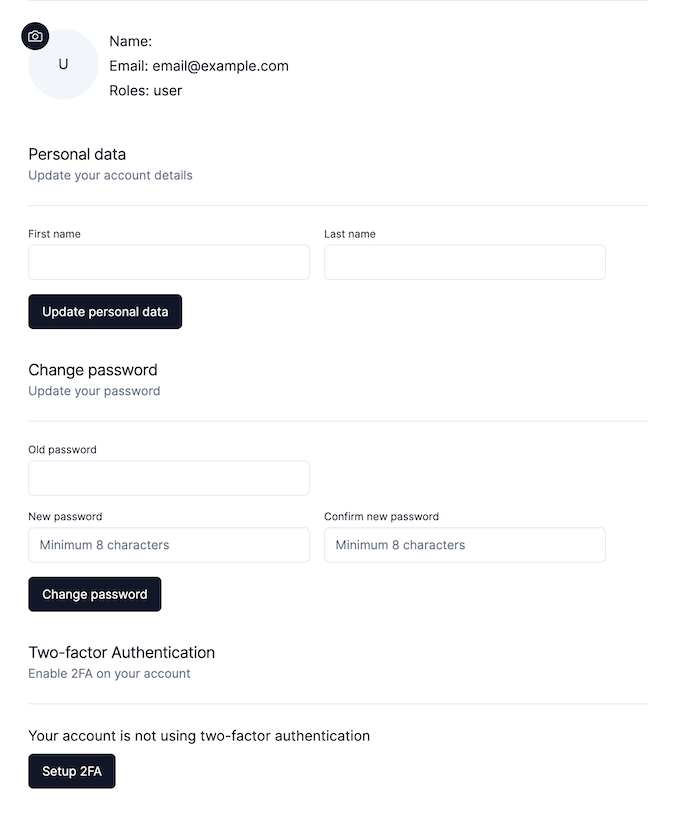 U
Name:
Email: email@example.com
Roles: user
Personal data
Update your account details
First name
Last name
Update personal data
Change password
Update your password
Old password
New password
Confirm new password
Minimum 8 characters
Minimum 8 characters
Change password
Two-factor Authentication
Enable 2FA on your account
Your account is not using two-factor authentication
Setup 2FA